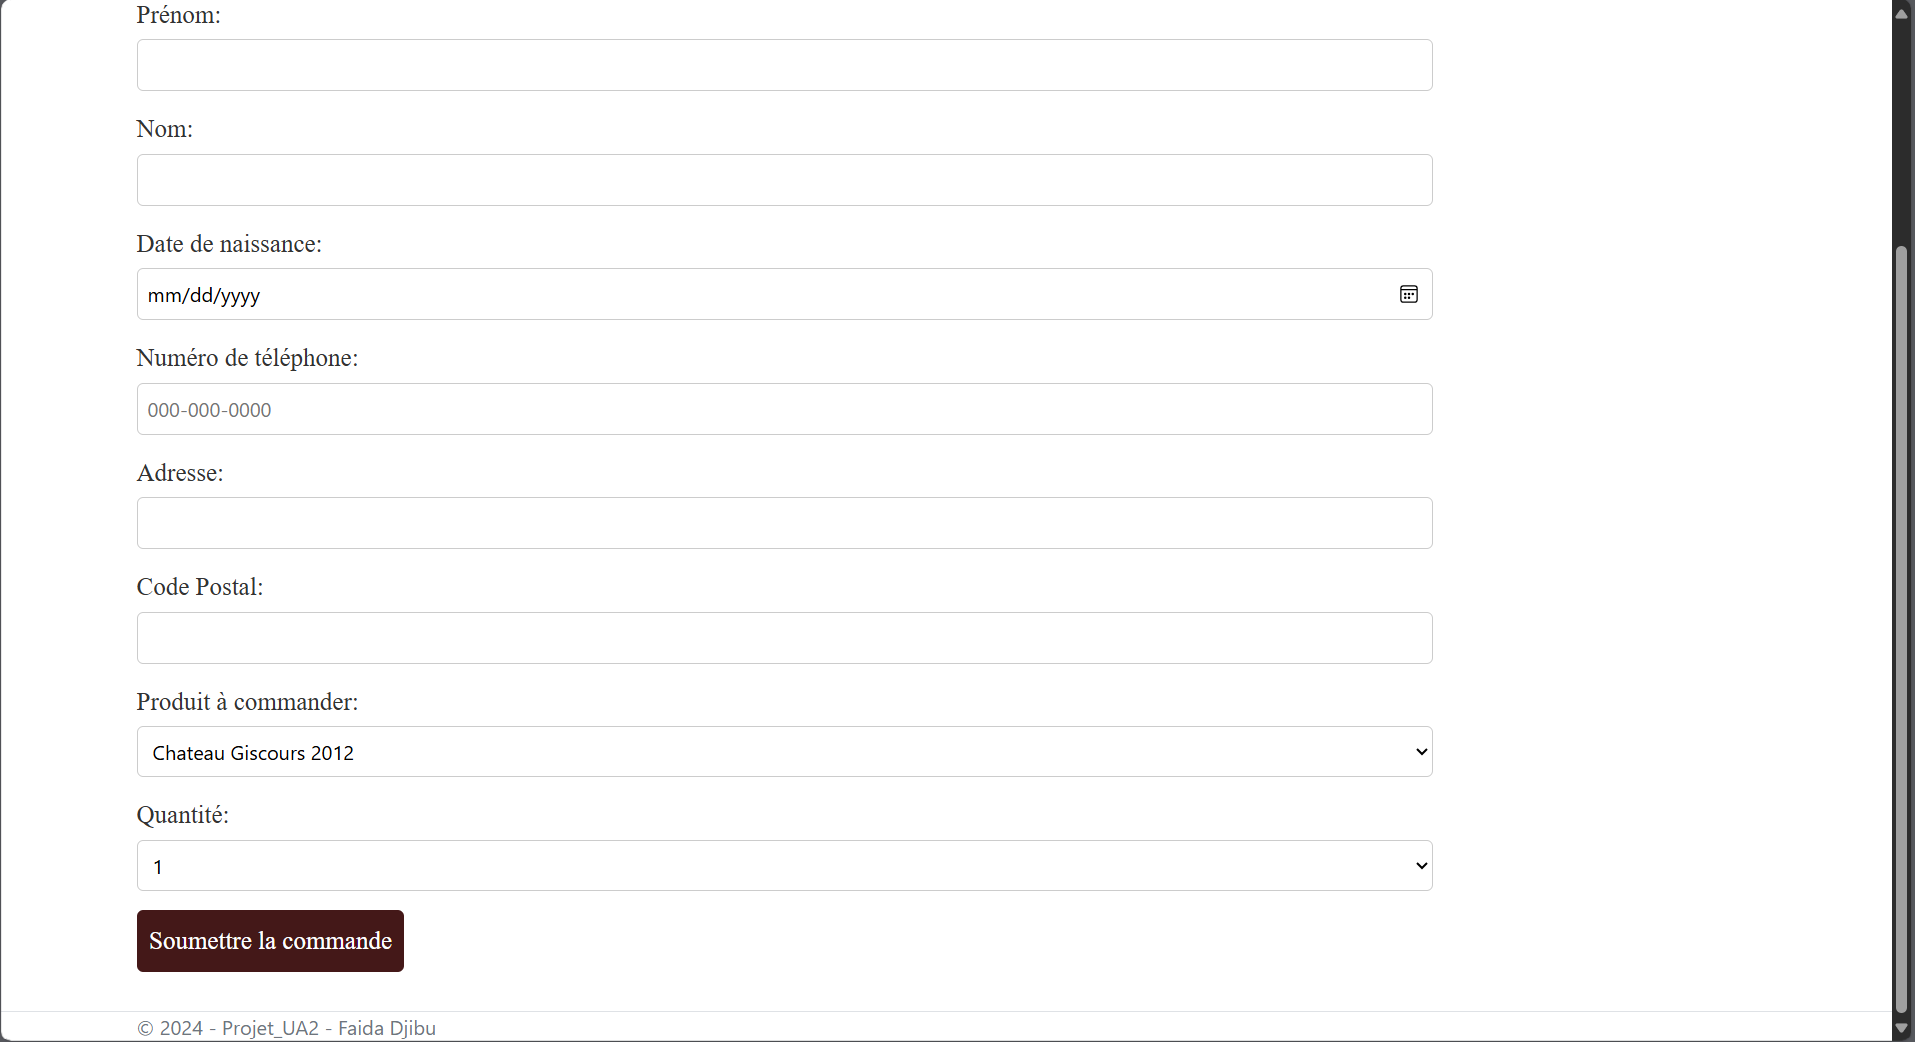 Prénom:
Nom:
Date de naissance:
mm/dd/yyyy
Numéro de téléphone:
000-000-0000
Adresse:
Code Postal:
Produit à commander:
Chateau Giscours 2012
Quantité:
1
Soumettre la commande
© 2024 - Projet_UA2 - Faida Djibu